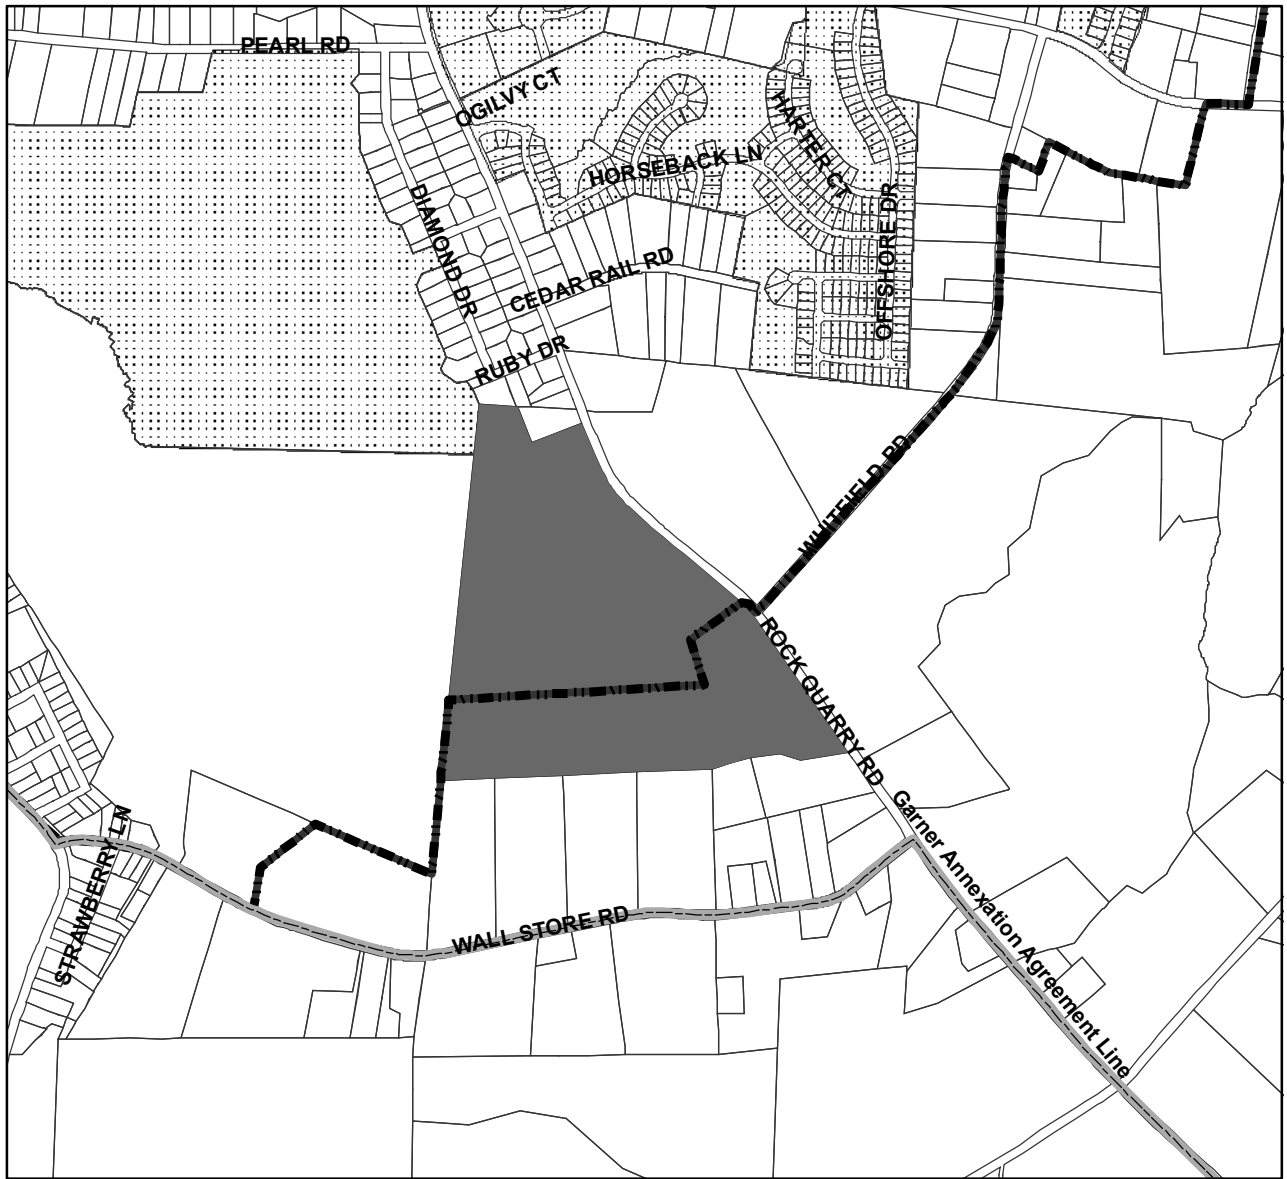 PEARL RD
OGILVY CT
HARTER CT
HORSEBACK LN
DIAMOND DR
OFFSHORE DR
CEDAR RAIL RD
RUBY DR
WHITFIELD RD
ROCK QUARRY RD
Garner Annexation Agreement Line
STRAWBERRY LN
WALL STORE RD